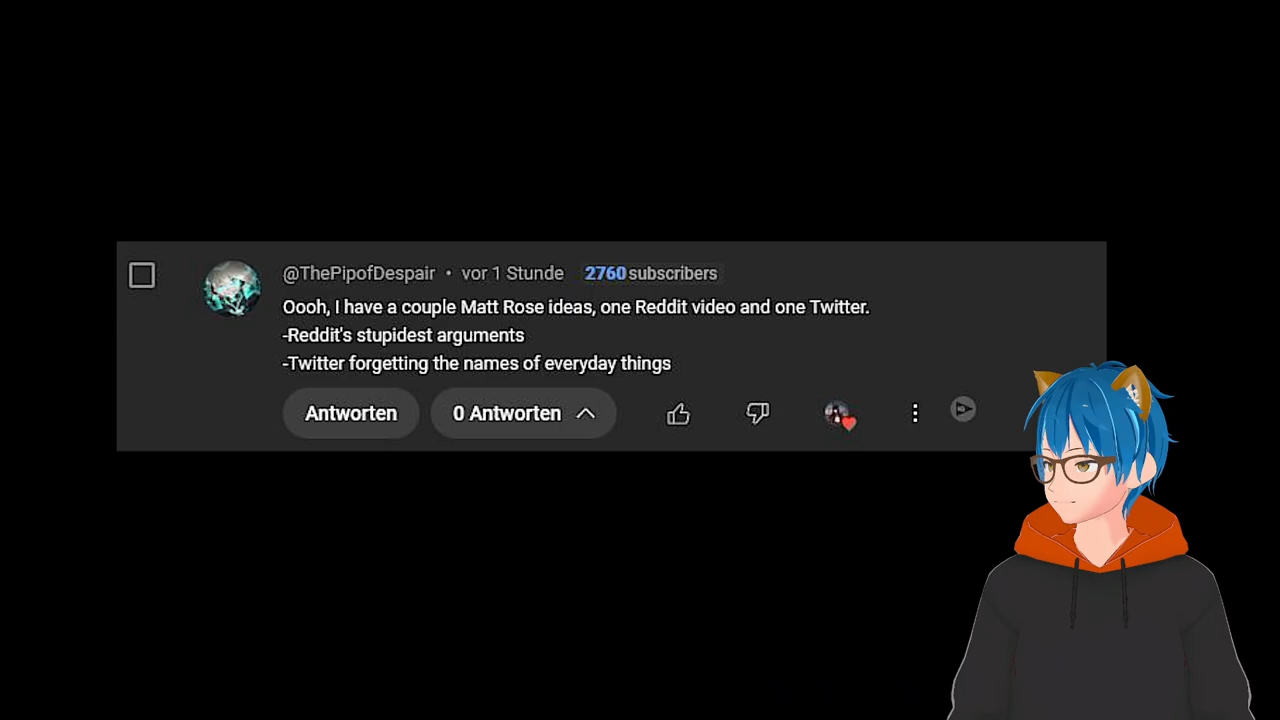 @ThePipofDespair • vor 1 Stunde 2760 subscribers
Oooh, I have a couple Matt Rose ideas, one Reddit video and one Twitter.
-Reddit's stupidest arguments
-Twitter forgetting the names of everyday things
Antworten 0 Antworten